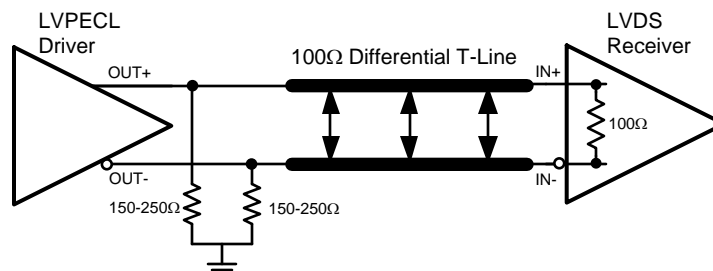 LVPECL
Driver
LVDS
Receiver
100Ω Differential T-Line
OUT+
IN+
100Ω
OUT-
IN-
150-250Ω
150-250Ω